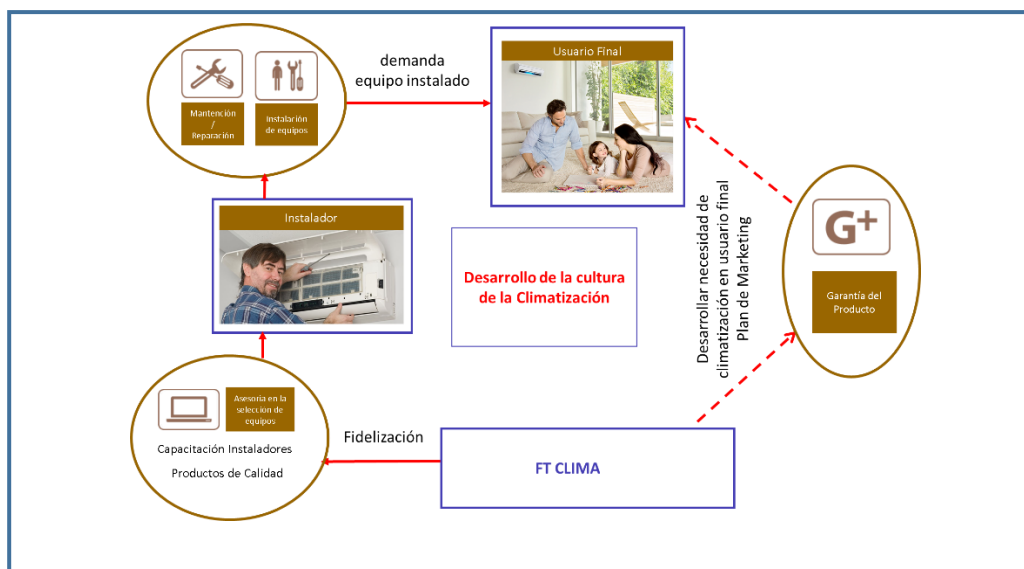 demanda
equipo instalado
Usuario Final
Mantención
/
Reparación
Instalación
de equipos
Instalador
Desarrollo de la cultura
de la Climatización
Desarrollar necesidad de
climatización en usuario final
Plan de Marketing
G+
Garantía del
Producto
Asesoria en la
seleccion de
equipos
Capacitación Instaladores
Productos de Calidad
Fidelización
FT CLIMA